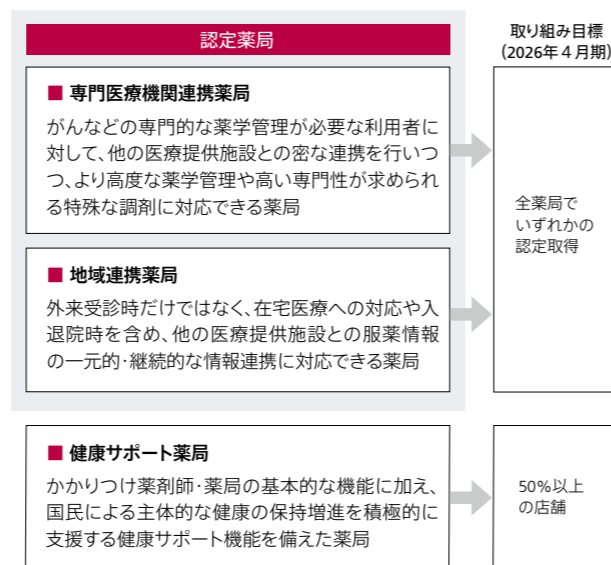 認定薬局
取り組み目標
(2026年4月期)
■ 専門医療機関連携薬局
がんなどの専門的な薬学管理が必要な利用者に
対して、他の医療提供施設との密な連携を行いつ
つ、より高度な薬学管理や高い専門性が求められ
る特殊な調剤に対応できる薬局
■ 地域連携薬局
外来受診時だけではなく、在宅医療への対応や入
退院時を含め、他の医療提供施設との服薬情報
の一元的・継続的な情報連携に対応できる薬局
全薬局で
いずれかの
認定取得
■ 健康サポート薬局
かかりつけ薬剤師・薬局の基本的な機能に加え、
国民による主体的な健康の保持増進を積極的に
支援する健康サポート機能を備えた薬局
50%以上
の店舗